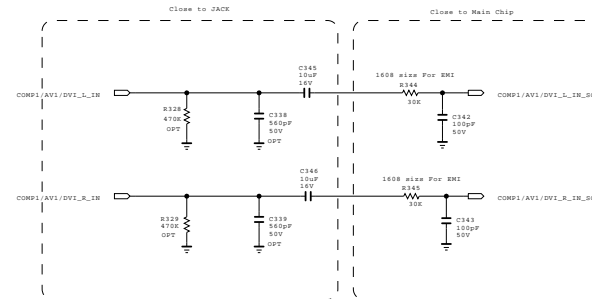 Close to JACK
Close to Main Chip
C345
10uF
16V
1608 size For EMI
R344
30K
COMP1/AV1/DVI_L_IN
R328
470K
OPT
C338
560pF
50V
OPT
C342
100pF
50V
C346
10uF
16V
1608 size For EMI
R345
30K
COMP1/AV1/DVI_R_IN
R329
470K
OPT
C339
560pF
50V
OPT
C343
100pF
50V